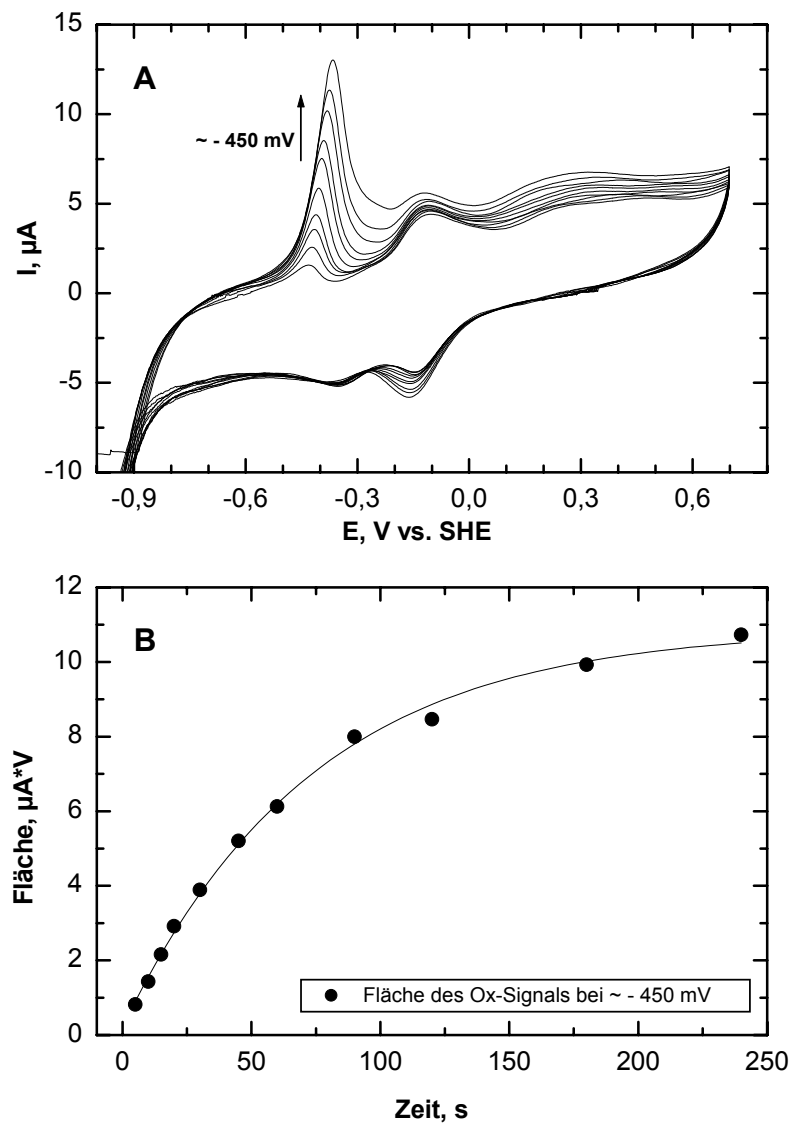 A
~ - 450 mV
15
10
5
0
-5
-10
I, µA
-0,9 -0,6 -0,3 0,0 0,3 0,6
E, V vs. SHE
B
12
10
8
6
4
2
0
Fläche, µA*V
Fläche des Ox-Signals bei ~ - 450 mV
0 50 100 150 200 250
Zeit, s